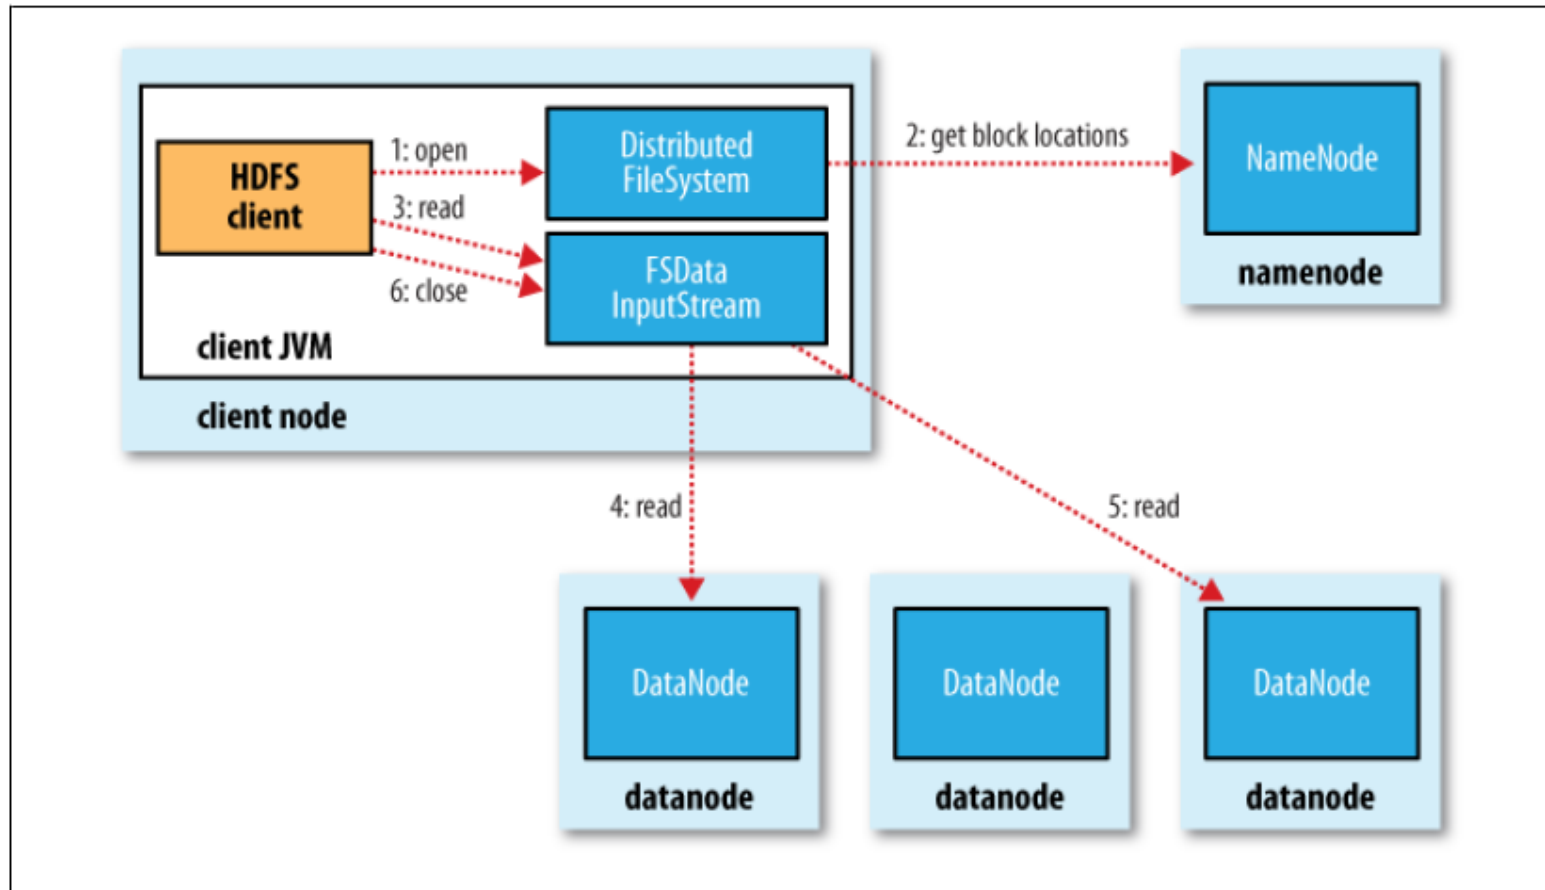 1: open
HDFS
client
3: read
6: close
Distributed
FileSystem
FSData
InputStream
client JVM
client node
2: get block locations
NameNode
namenode
4: read
5: read
DataNode
datanode
DataNode
datanode
DataNode
datanode